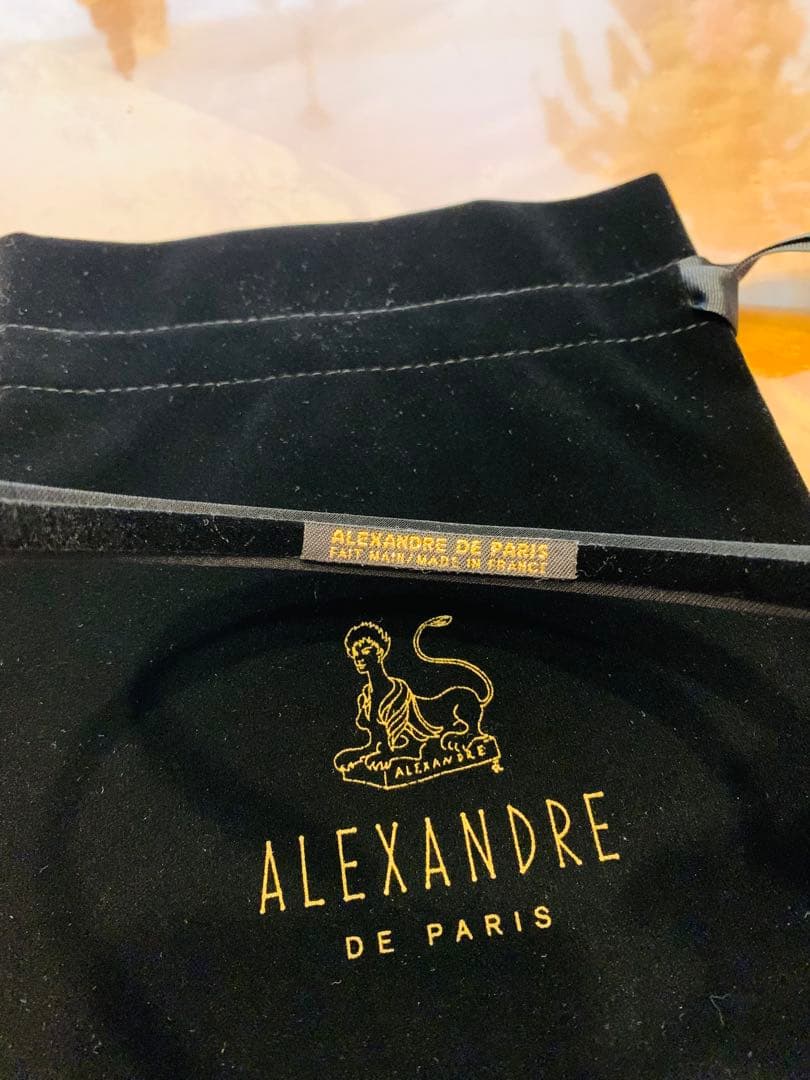 ALEXANDRE DE PARIS
FAIT MAIN/MADE IN FRANCE
ALEXANDRE
ALEXANDRE
DE PARIS